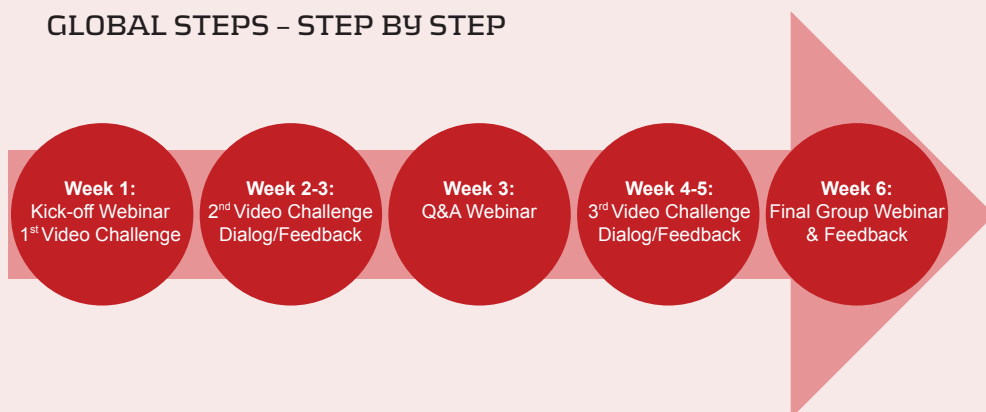 GLOBAL STEPS – STEP BY STEP
Week 1:
Kick-off Webinar
1st Video Challenge
Week 2-3:
2nd Video Challenge
Dialog/Feedback
Week 3:
Q&A Webinar
Week 4-5:
3rd Video Challenge
Dialog/Feedback
Week 6:
Final Group Webinar
& Feedback